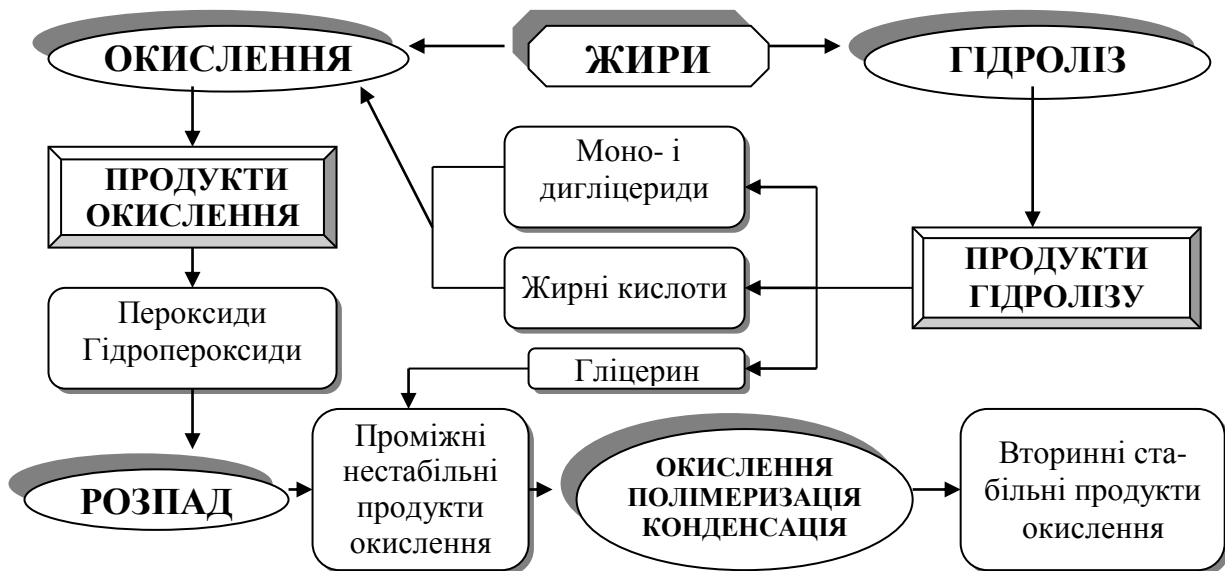 ОКИСЛЕННЯ
ЖИРИ
ГІДРОЛІЗ
Моно- і
дигліцериди
ПРОДУКТИ
ОКИСЛЕННЯ
Жирні кислоти
ПРОДУКТИ
ГІДРОЛІЗУ
Пероксиди
Гідропероксиди
Гліцерин
РОЗПАД
Проміжні
нестабільні
продукти
окислення
ОКИСЛЕННЯ
ПОЛІМЕРИЗАЦІЯ
КОНДЕНСАЦІЯ
Вторинні ста-
більні продукти
окислення